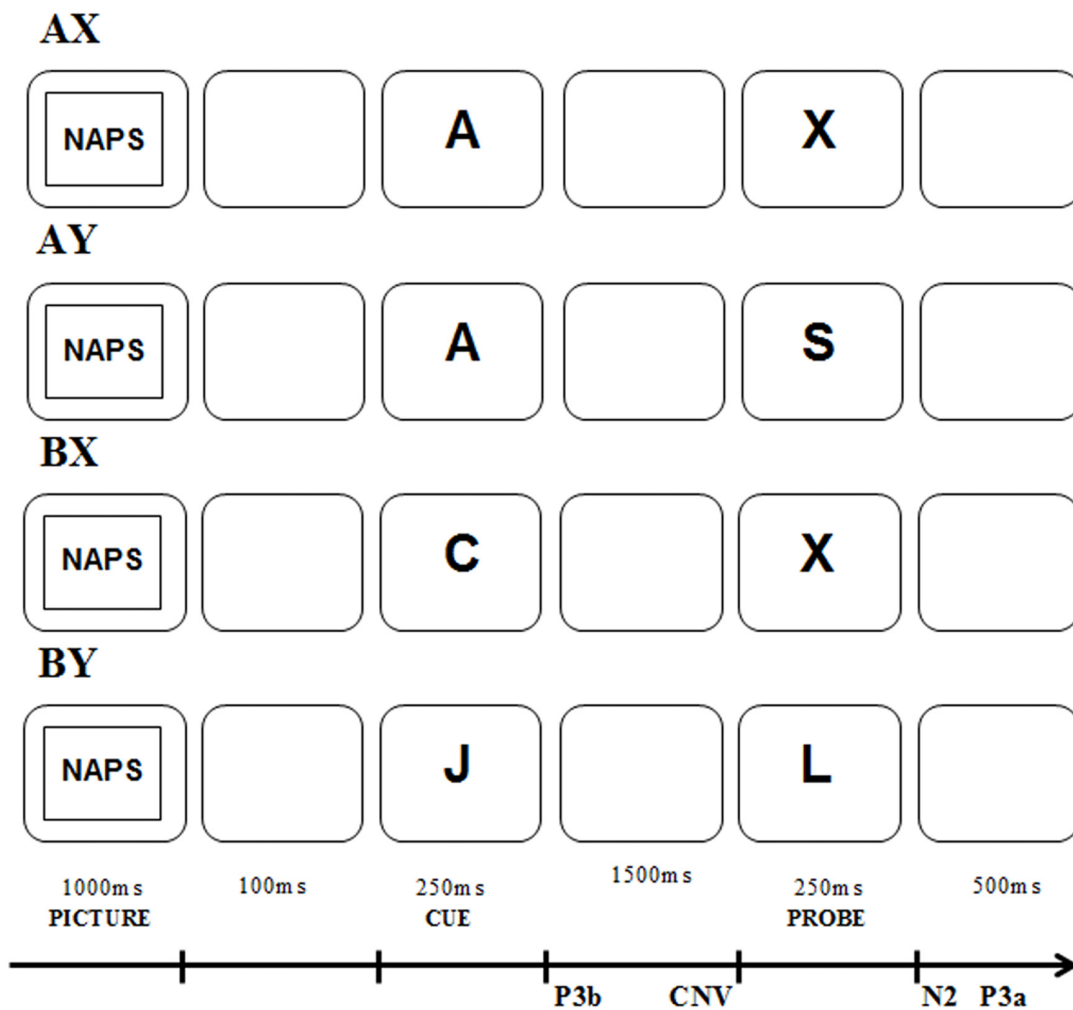 AX
NAPS A X
AY
NAPS A S
BX
NAPS C X
BY
NAPS J L
1000ms 100ms 250ms 1500ms 250ms 500ms
PICTURE CUE PROBE
P3b CNV N2 P3a